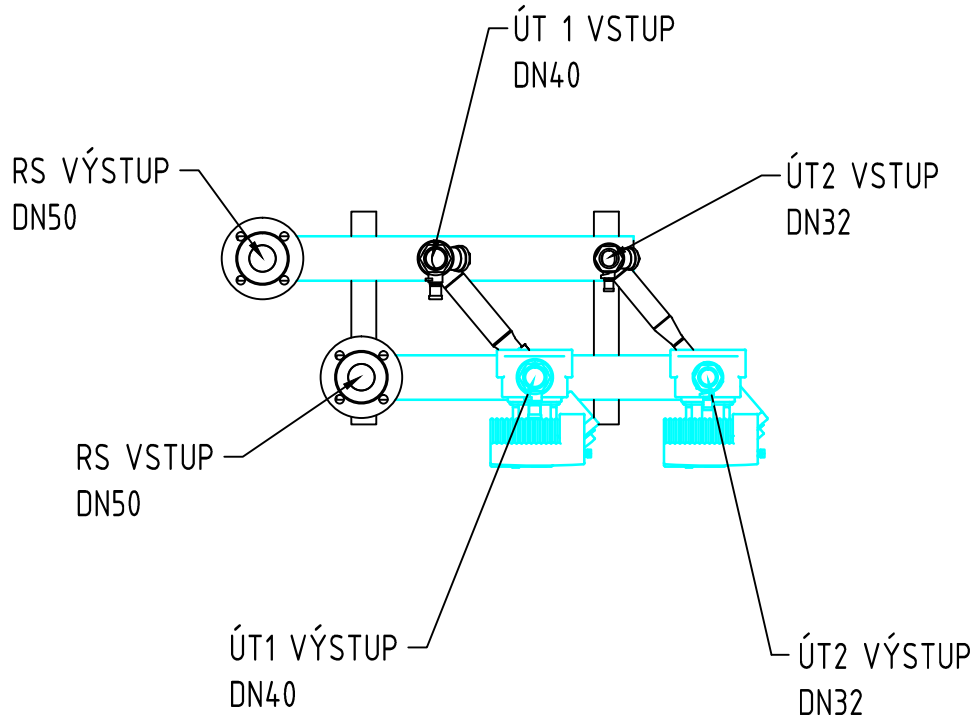 ÚT 1 VSTUP
DN40
RS VÝSTUP
DN50
ÚT2 VSTUP
DN32
RS VSTUP
DN50
ÚT1 VÝSTUP
DN40
ÚT2 VÝSTUP
DN32